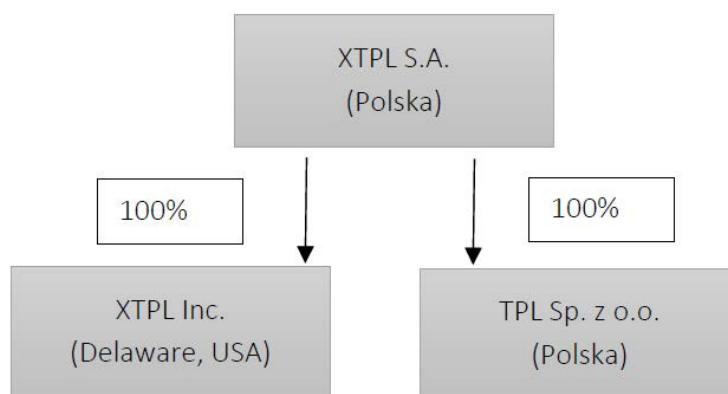 XTPL S.A.
(Polska)
100%
100%
XTPL Inc.
(Delaware, USA)
TPL Sp. z o.o.
(Polska)